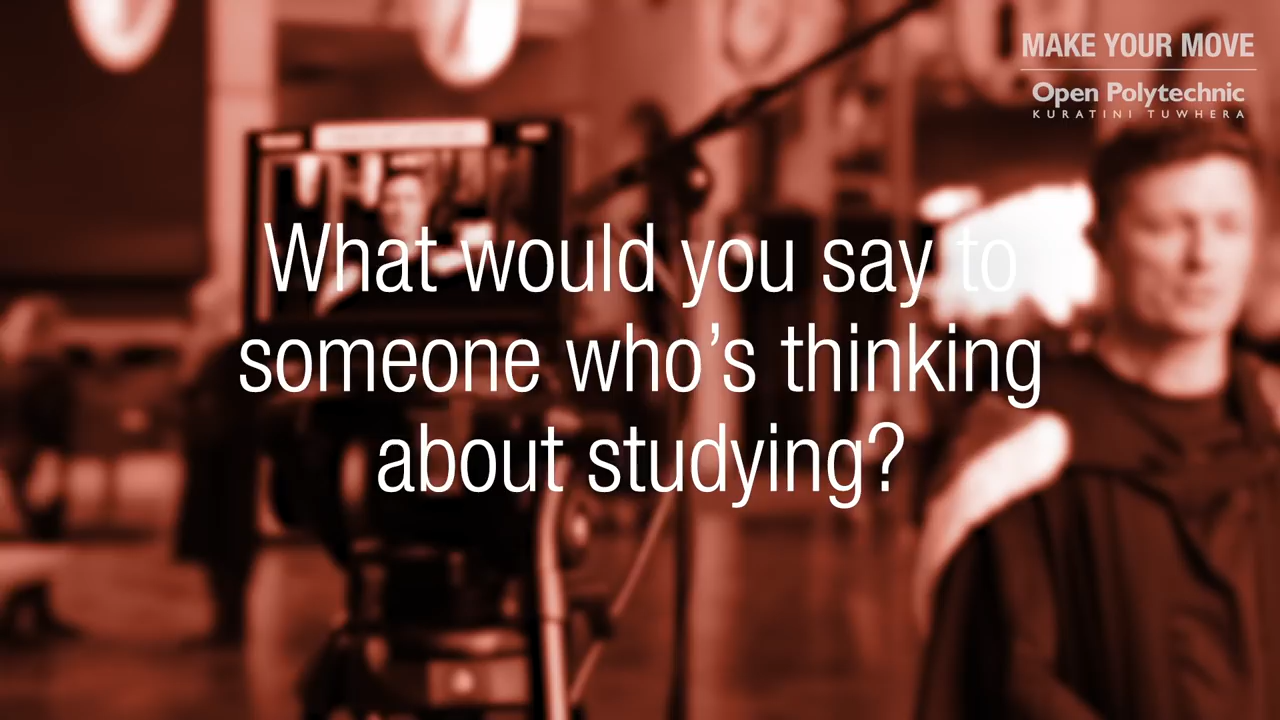 MAKE YOUR MOVE
Open Polytechnic
KURATINI TUWHERA
What would you say to
someone who’s thinking
about studying?